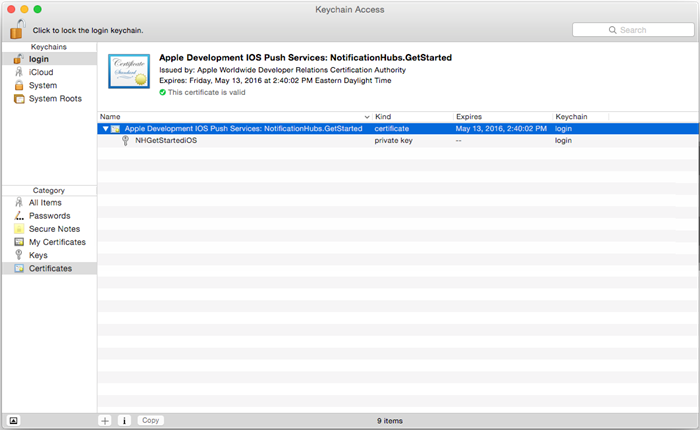 Keychain Access
Click to lock the login keychain.
Search
Keychains
login
iCloud
System
System Roots
Apple Development IOS Push Services: NotificationHubs.GetStarted
Issued by: Apple Worldwide Developer Relations Certification Authority
Expires: Friday, May 13, 2016 at 2:40:02 PM Eastern Daylight Time
This certificate is valid
Certificate
Standard
Name Kind Expires Keychain
Apple Development IOS Push Services: NotificationHubs.GetStarted certificate May 13, 2016, 2:40:02 PM login
NHGetStartediOS private key -- login
Category
All Items
Passwords
Secure Notes
My Certificates
Keys
Certificates
+ i Copy
9 items